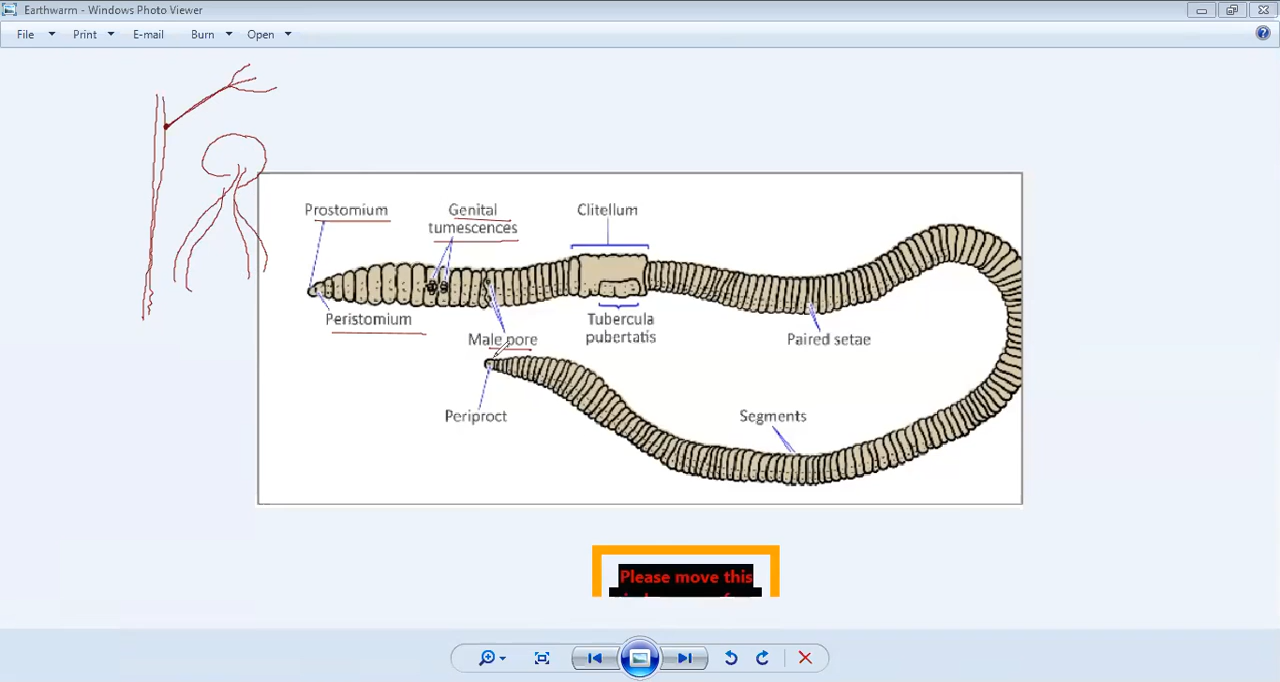 Earthwarm - Windows Photo Viewer
File Print E-mail Burn Open
Prostomium
Genital
tumescences
Clitellum
Peristomium
Male pore
Tubercula
pubertatis
Paired setae
Periproct
Segments
Please move this